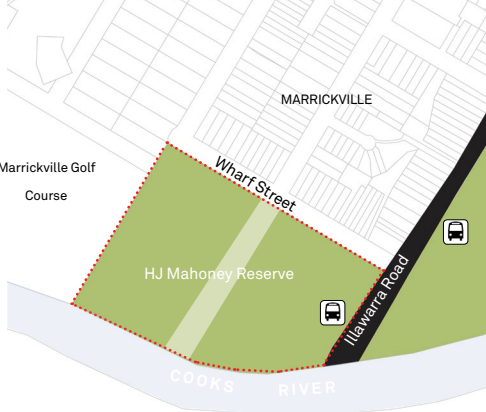 MARRICKVILLE
Marrickville Golf
Course
Wharf Street
HJ Mahoney Reserve
Illawarra Road
COOKS RIVER